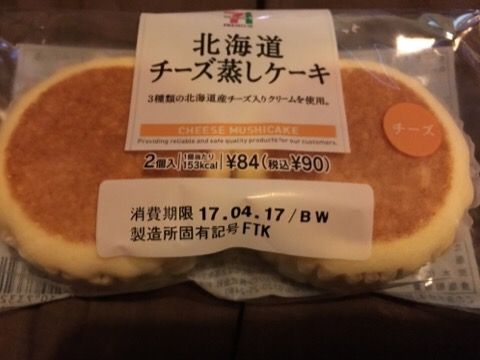 北海道
チーズ蒸しケーキ
3種類の北海道産チーズ入りクリームを使用。
チーズ
CHEESE MUSHICAKE
Providing reliable and safe quality products for our customers.
2個入 1個当たり 153kcal ¥84(税込¥90)
消費期限 17.04.17/BW
製造所固有記号 FTK